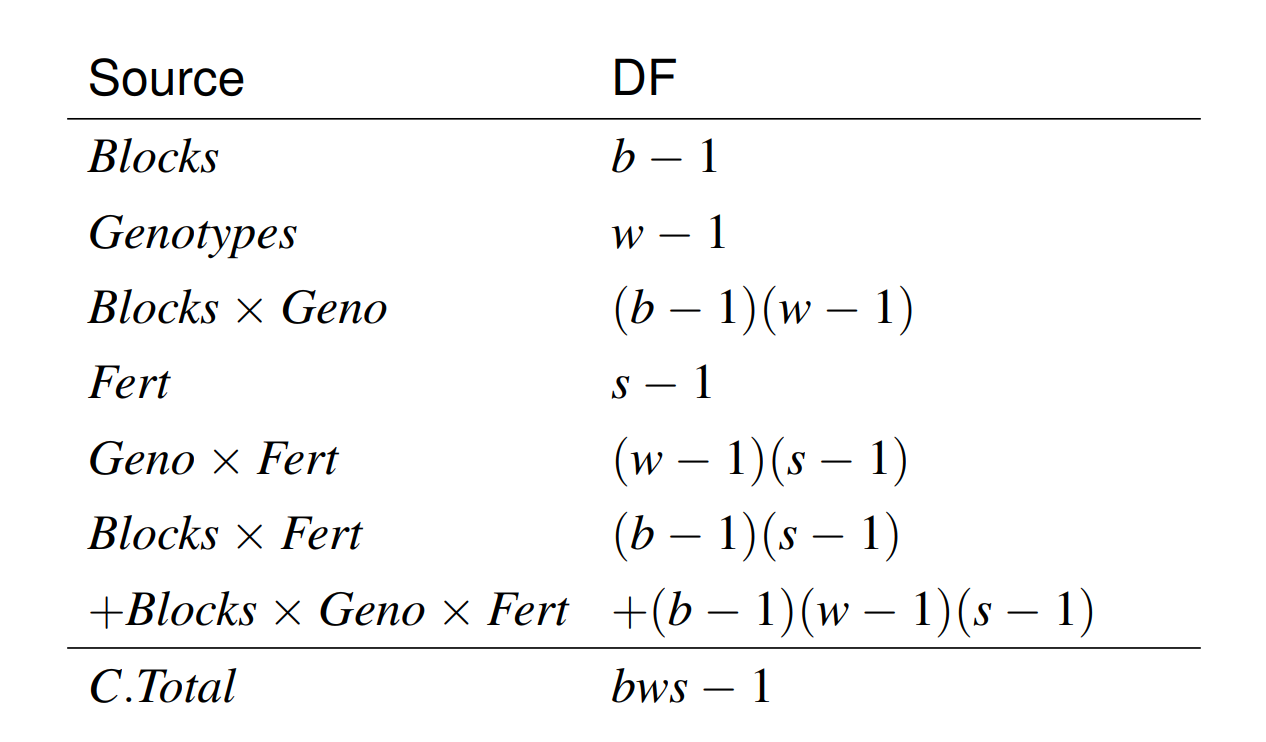 Source DF
Blocks b − 1
Genotypes w − 1
Blocks × Geno (b − 1)(w − 1)
Fert s − 1
Geno × Fert (w − 1)(s − 1)
Blocks × Fert (b − 1)(s − 1)
+Blocks × Geno × Fert +(b − 1)(w − 1)(s − 1)
C.Total bws − 1